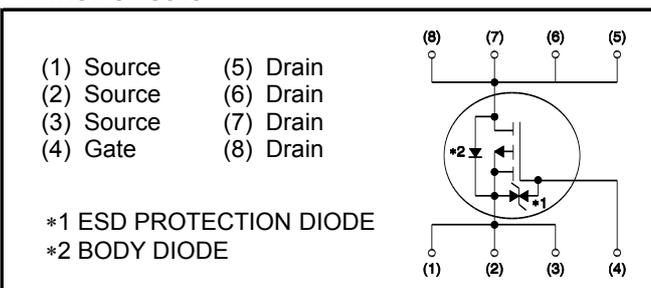 (1) Source (5) Drain
(2) Source (6) Drain
(3) Source (7) Drain
(4) Gate (8) Drain
∗1 ESD PROTECTION DIODE
∗2 BODY DIODE
(8) (7) (6) (5)
∗2
∗1
(1) (2) (3) (4)